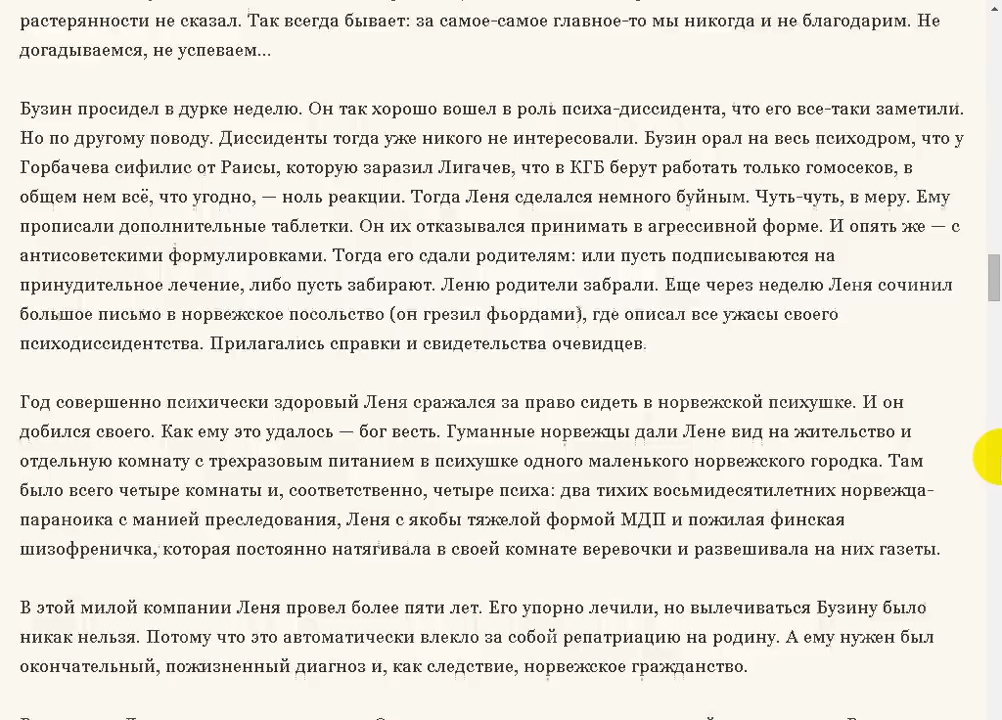 растерянности не сказал. Так всегда бывает: за самое-самое главное-то мы никогда и не благодарим. Не
догадываемся, не успеваем...
Бузин просидел в дурке неделю. Он так хорошо вошел в роль психа-диссидента, что его все-таки заметили.
Но по другому поводу. Диссиденты тогда уже никого не интересовали. Бузин орал на весь психодром, что у
Горбачева сифилис от Раисы, которую заразил Лигачев, что в КГБ берут работать только гомосеков, в
общем нем всё, что угодно, — ноль реакции. Тогда Леня сделался немного буйным. Чуть-чуть, в меру. Ему
прописали дополнительные таблетки. Он их отказывался принимать в агрессивной форме. И опять же — с
антисоветскими формулировками. Тогда его сдали родителям: или пусть подписываются на
принудительное лечение, либо пусть забирают. Леню родители забрали. Еще через неделю Леня сочинил
большое письмо в норвежское посольство (он грезил фьордами), где описал все ужасы своего
психодиссидентства. Прилагались справки и свидетельства очевидцев.
Год совершенно психически здоровый Леня сражался за право сидеть в норвежской психушке. И он
добился своего. Как ему это удалось — бог весть. Гуманные норвежцы дали Лене вид на жительство и
отдельную комнату с трехразовым питанием в психушке одного маленького норвежского городка. Там
было всего четыре комнаты и, соответственно, четыре психа: два тихих восьмидесятилетних норвежца-
параноика с манией преследования, Леня с якобы тяжелой формой МДП и пожилая финская
шизофреничка, которая постоянно натягивала в своей комнате веревочки и развешивала на них газеты.
В этой милой компании Леня провел более пяти лет. Его упорно лечили, но вылечиваться Бузину было
никак нельзя. Потому что это автоматически влекло за собой репатриацию на родину. А ему нужен был
окончательный, пожизненный диагноз и, как следствие, норвежское гражданство.